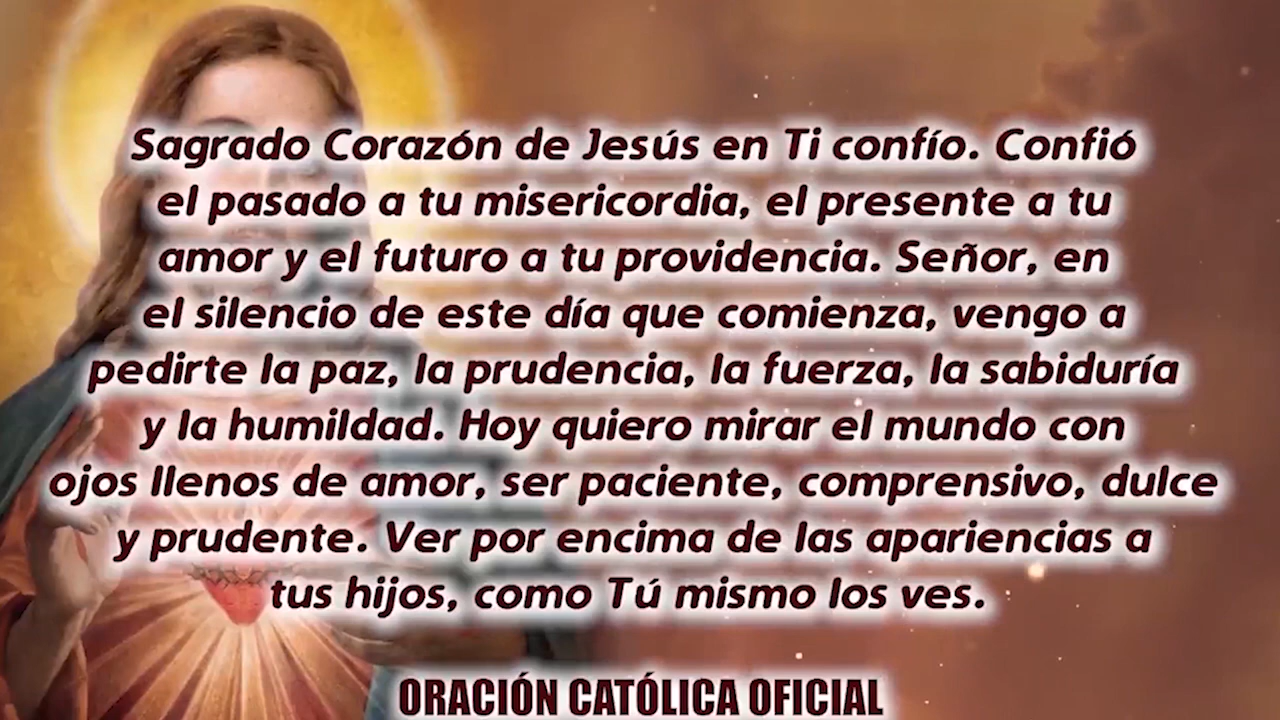 Sagrado Corazón de Jesús en Ti confío. Confió
el pasado a tu misericordia, el presente a tu
amor y el futuro a tu providencia. Señor, en
el silencio de este día que comienza, vengo a
pedirte la paz, la prudencia, la fuerza, la sabiduría
y la humildad. Hoy quiero mirar el mundo con
ojos llenos de amor, ser paciente, comprensivo, dulce
y prudente. Ver por encima de las apariencias a
tus hijos, como Tú mismo los ves.
ORACIÓN CATÓLICA OFICIAL